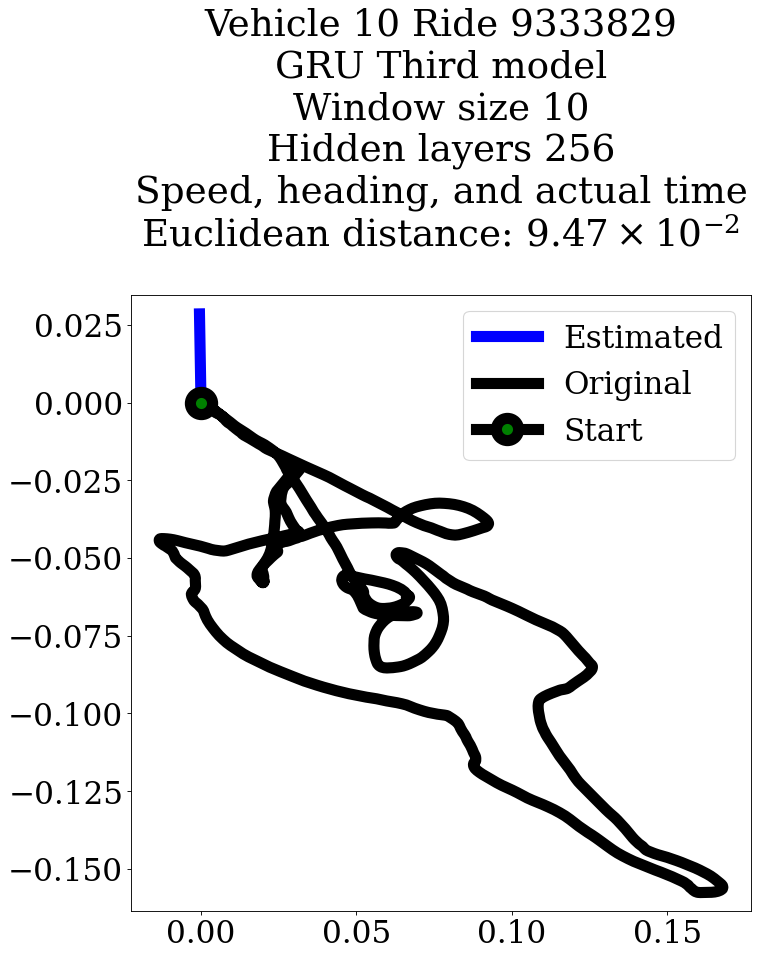 Vehicle 10 Ride 9333829
GRU Third model
Window size 10
Hidden layers 256
Speed, heading, and actual time
Euclidean distance: 9.47 × 10⁻²
Estimated
Original
Start
0.025
0.000
−0.025
−0.050
−0.075
−0.100
−0.125
−0.150
0.00 0.05 0.10 0.15